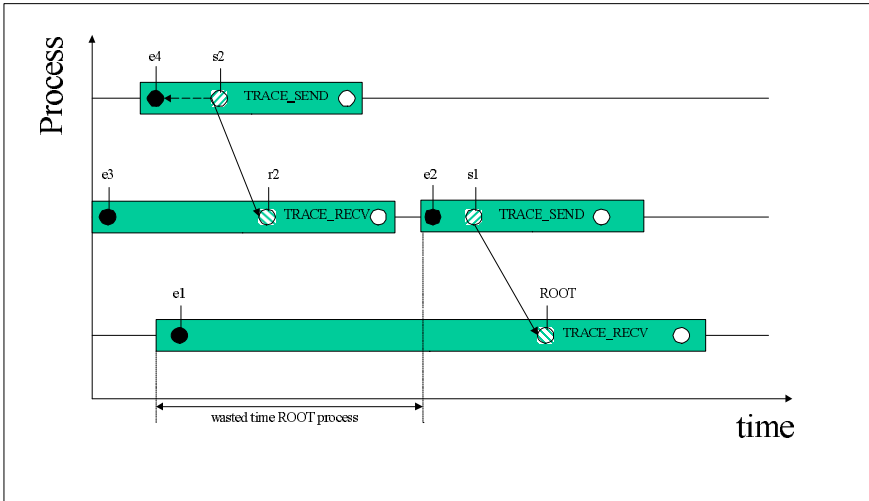 Process
e4
s2
TRACE_SEND
e3
r2
e2
s1
TRACE_RECV
TRACE_SEND
e1
ROOT
TRACE_RECV
wasted time ROOT process
time